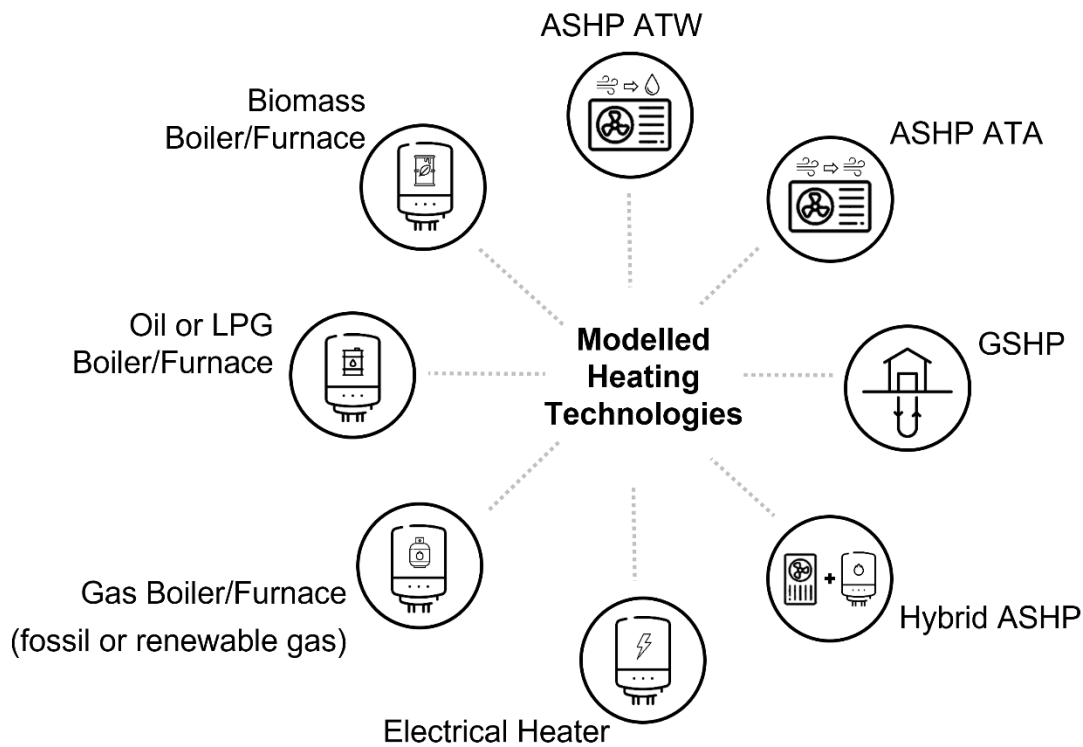 ASHP ATW
Biomass
Boiler/Furnace
ASHP ATA
Oil or LPG
Boiler/Furnace
Modelled
Heating
Technologies
GSHP
Gas Boiler/Furnace
(fossil or renewable gas)
Hybrid ASHP
Electrical Heater